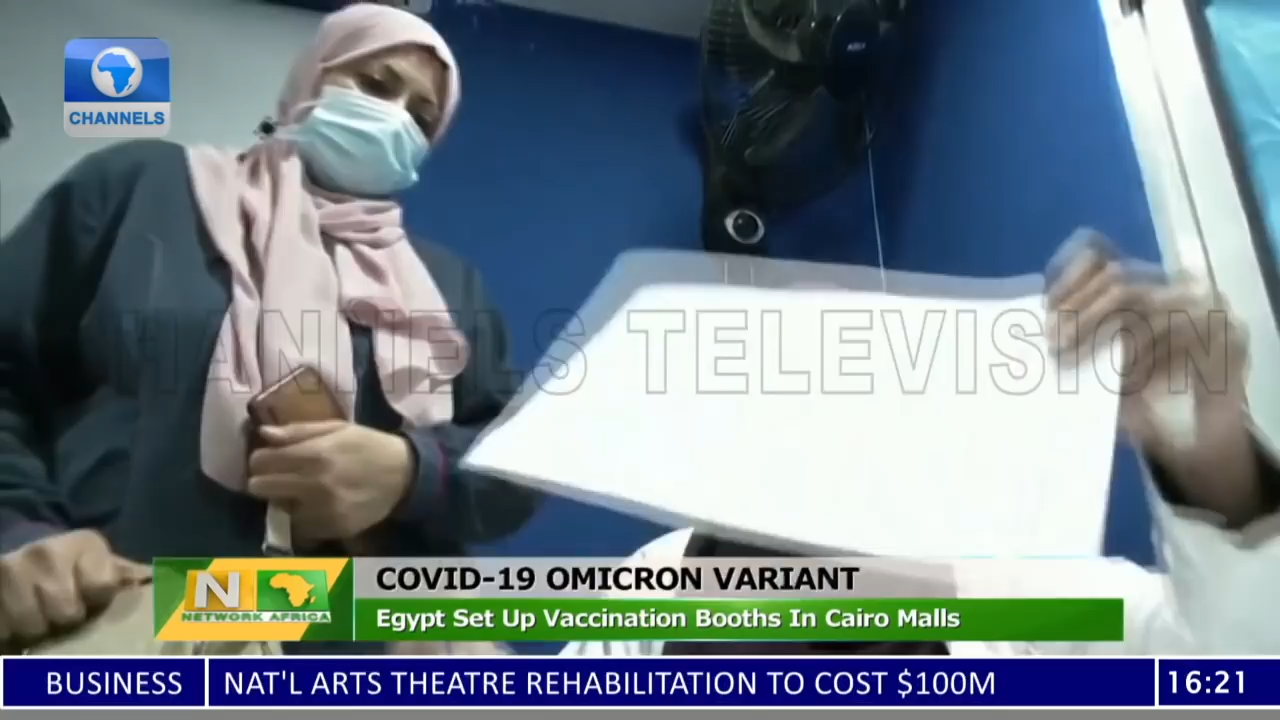 CHANNELS
CHANNELS TELEVISION
N
NETWORK AFRICA
COVID-19 OMICRON VARIANT
Egypt Set Up Vaccination Booths In Cairo Malls
BUSINESS
NAT'L ARTS THEATRE REHABILITATION TO COST $100M
16:21